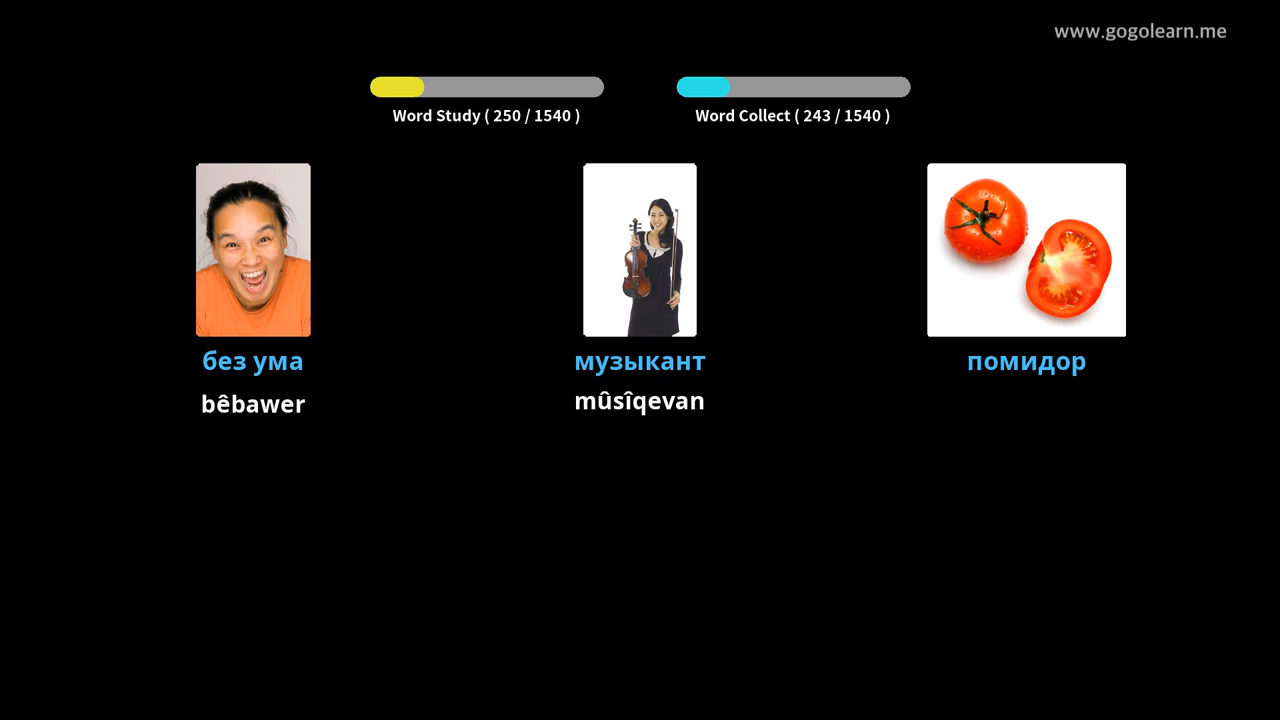 www.gogolearn.me
Word Study ( 250 / 1540 )
Word Collect ( 243 / 1540 )
без ума
bêbawer
музыкант
mûsîqevan
помидор